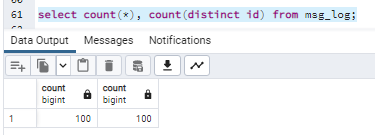 61 select count(*), count(distinct id) from msg_log;
Data Output Messages Notifications
count bigint count bigint
1 100 100